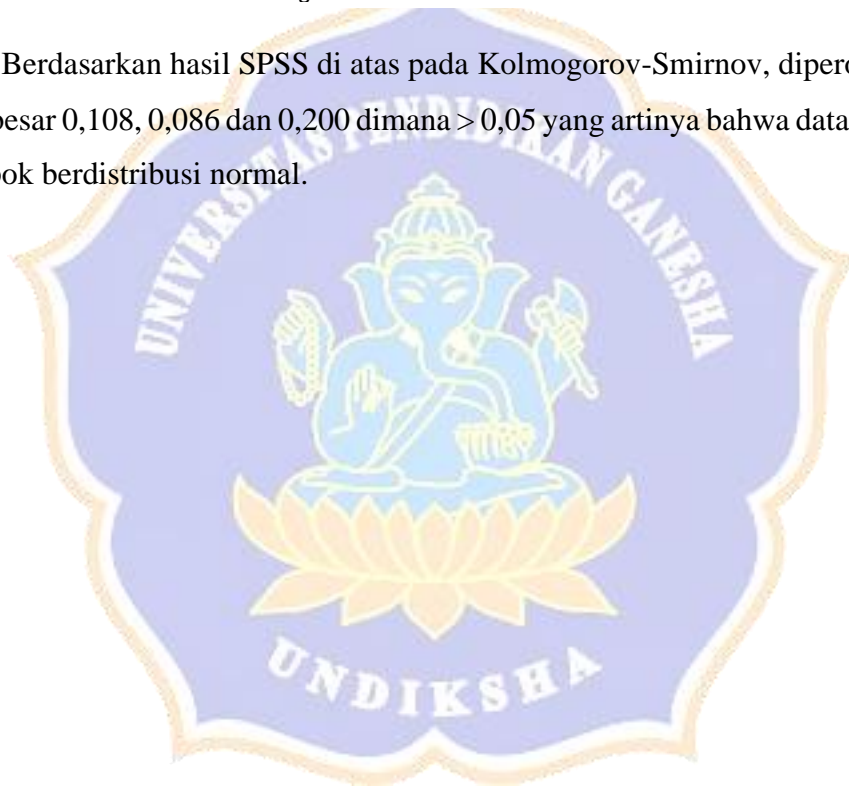 Berdasarkan hasil SPSS di atas pada Kolmogorov-Smirnov, dipero
besar 0,108, 0,086 dan 0,200 dimana > 0,05 yang artinya bahwa data
ok berdistribusi normal.
UNIVERSITAS PENDIDIKAN GANESHA
UNDIKSHA